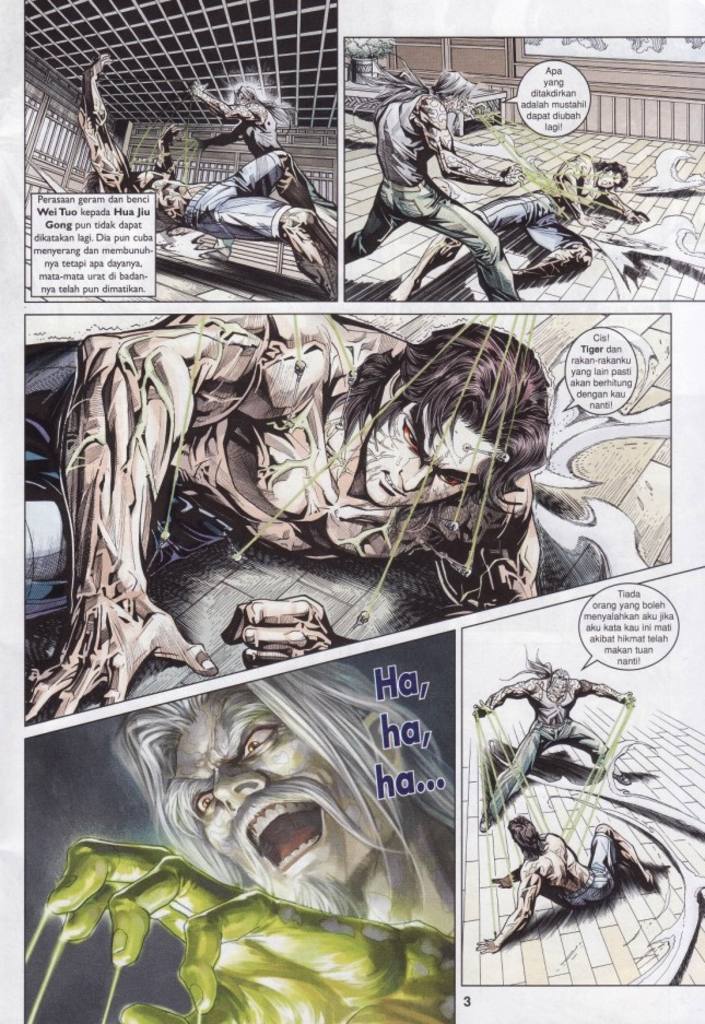 Perasaan geram dan benci
Wei Tuo kepada Hua Jiu
Gong pun tidak dapat
dikatakan lagi. Dia pun cuba
menyerang dan membunuh-
nya tetapi apa dayanya,
mata-mata urat di badan-
nya telah pun dimatikan.
Apa
yang
ditakdirkan
adalah mustahil
dapat diubah
lagi!
Cis!
Tiger dan
rakan-rakanku
yang lain pasti
akan berhitung
dengan kau
nanti!
Tiada
orang yang boleh
menyalahkan aku jika
aku kata kau ini mati
akibat hikmat telah
makan tuan
nanti!
Ha,
ha,
ha...
3